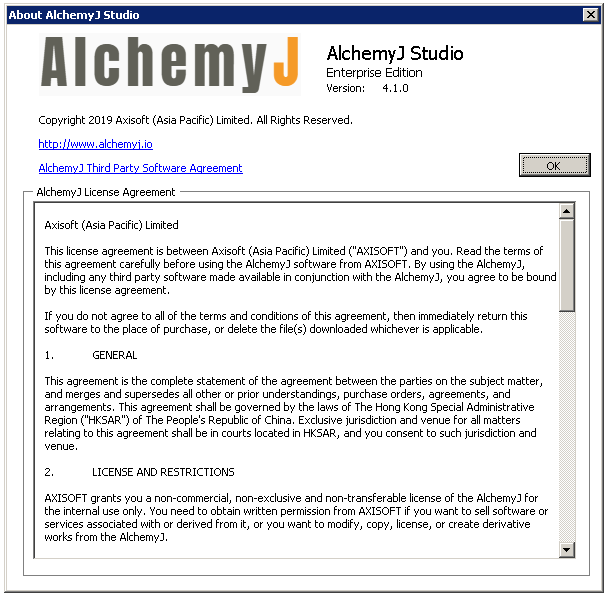 About AlchemyJ Studio
AlchemyJ
AlchemyJ Studio
Enterprise Edition
Version: 4.1.0
Copyright 2019 Axisoft (Asia Pacific) Limited. All Rights Reserved.
http://www.alchemyj.io
AlchemyJ Third Party Software Agreement
OK
AlchemyJ License Agreement
Axisoft (Asia Pacific) Limited
This license agreement is between Axisoft (Asia Pacific) Limited ("AXISOFT") and you. Read the terms of
this agreement carefully before using the AlchemyJ software from AXISOFT. By using the AlchemyJ,
including any third party software made available in conjunction with the AlchemyJ, you agree to be bound
by this license agreement.
If you do not agree to all of the terms and conditions of this agreement, then immediately return this
software to the place of purchase, or delete the file(s) downloaded whichever is applicable.
1. GENERAL
This agreement is the complete statement of the agreement between the parties on the subject matter,
and merges and supersedes all other or prior understandings, purchase orders, agreements, and
arrangements. This agreement shall be governed by the laws of The Hong Kong Special Administrative
Region ("HKSAR") of The People's Republic of China. Exclusive jurisdiction and venue for all matters
relating to this agreement shall be in courts located in HKSAR, and you consent to such jurisdiction and
venue.
2. LICENSE AND RESTRICTIONS
AXISOFT grants you a non-commercial, non-exclusive and non-transferable license of the AlchemyJ for
the internal use only. You need to obtain written permission from AXISOFT if you want to sell software or
services associated with or derived from it, or you want to modify, copy, license, or create derivative
works from the AlchemyJ.